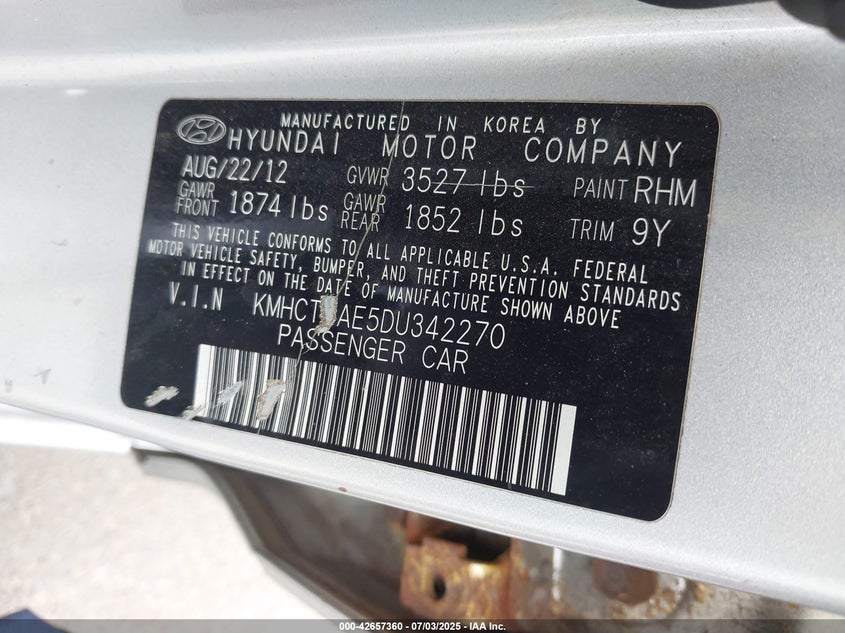 MANUFACTURED IN KOREA BY
HYUNDAI MOTOR COMPANY
AUG/22/12 GVWR 3527 lbs PAINT RHM
GAWR FRONT 1874 lbs GAWR REAR 1852 lbs TRIM 9Y
THIS VEHICLE CONFORMS TO ALL APPLICABLE U.S.A. FEDERAL
MOTOR VEHICLE SAFETY, BUMPER, AND THEFT PREVENTION STANDARDS
IN EFFECT ON THE DATE OF MANUFACTURE SHOWN ABOVE
V.I.N
PASSENGER CAR
000-42657360 - 07/03/2025 - IAA Inc.